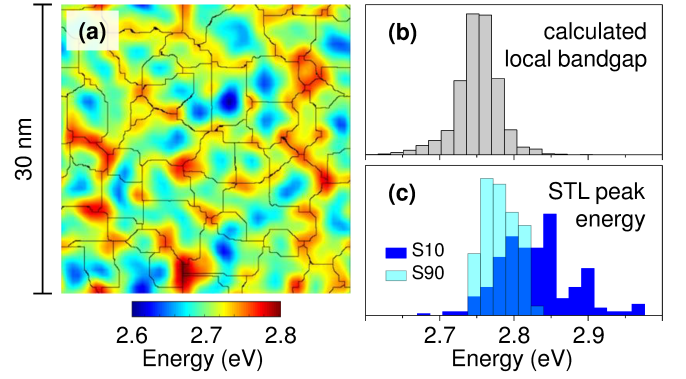 (a)
30 nm
2.6 2.7 2.8
Energy (eV)
(b)
calculated
local bandgap
(c)
STL peak
energy
S10
S90
2.7 2.8 2.9
Energy (eV)